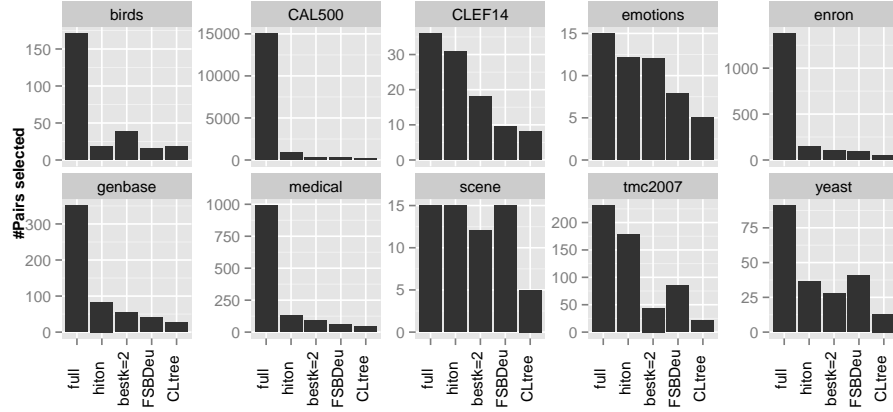 birds
CAL500
CLEF14
emotions
enron
150
100
50
0
15000
10000
5000
0
30
20
10
0
15
10
5
0
1000
500
0
#Pairs selected
genbase
medical
scene
tmc2007
yeast
300
200
100
0
1000
750
500
250
0
15
10
5
0
200
150
100
50
0
75
50
25
0
full
hiton
bestk=2
FSBDeu
CLtree
full
hiton
bestk=2
FSBDeu
CLtree
full
hiton
bestk=2
FSBDeu
CLtree
full
hiton
bestk=2
FSBDeu
CLtree
full
hiton
bestk=2
FSBDeu
CLtree